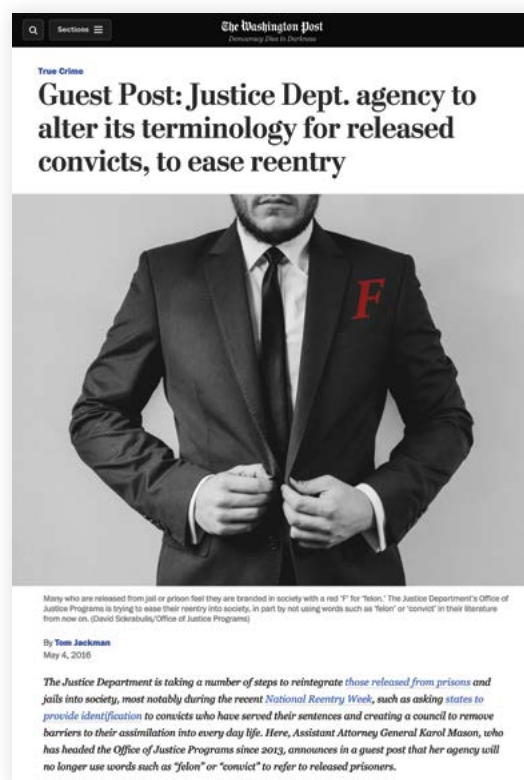 Sections
The Washington Post
Democracy Dies in Darkness
True Crime
Guest Post: Justice Dept. agency to
alter its terminology for released
convicts, to ease reentry
F
Many who are released from jail or prison feel they are branded in society with a red 'F' for 'felon.' The Justice Department's Office of
Justice Programs is trying to ease their reentry into society, in part by not using words such as 'felon' or 'convict' in their literature
from now on. (David Sckrabulis/Office of Justice Programs)
By Tom Jackman
May 4, 2016
The Justice Department is taking a number of steps to reintegrate those released from prisons and
jails into society, most notably during the recent National Reentry Week, such as asking states to
provide identification to convicts who have served their sentences and creating a council to remove
barriers to their assimilation into every day life. Here, Assistant Attorney General Karol Mason, who
has headed the Office of Justice Programs since 2013, announces in a guest post that her agency will
no longer use words such as "felon" or "convict" to refer to released prisoners.